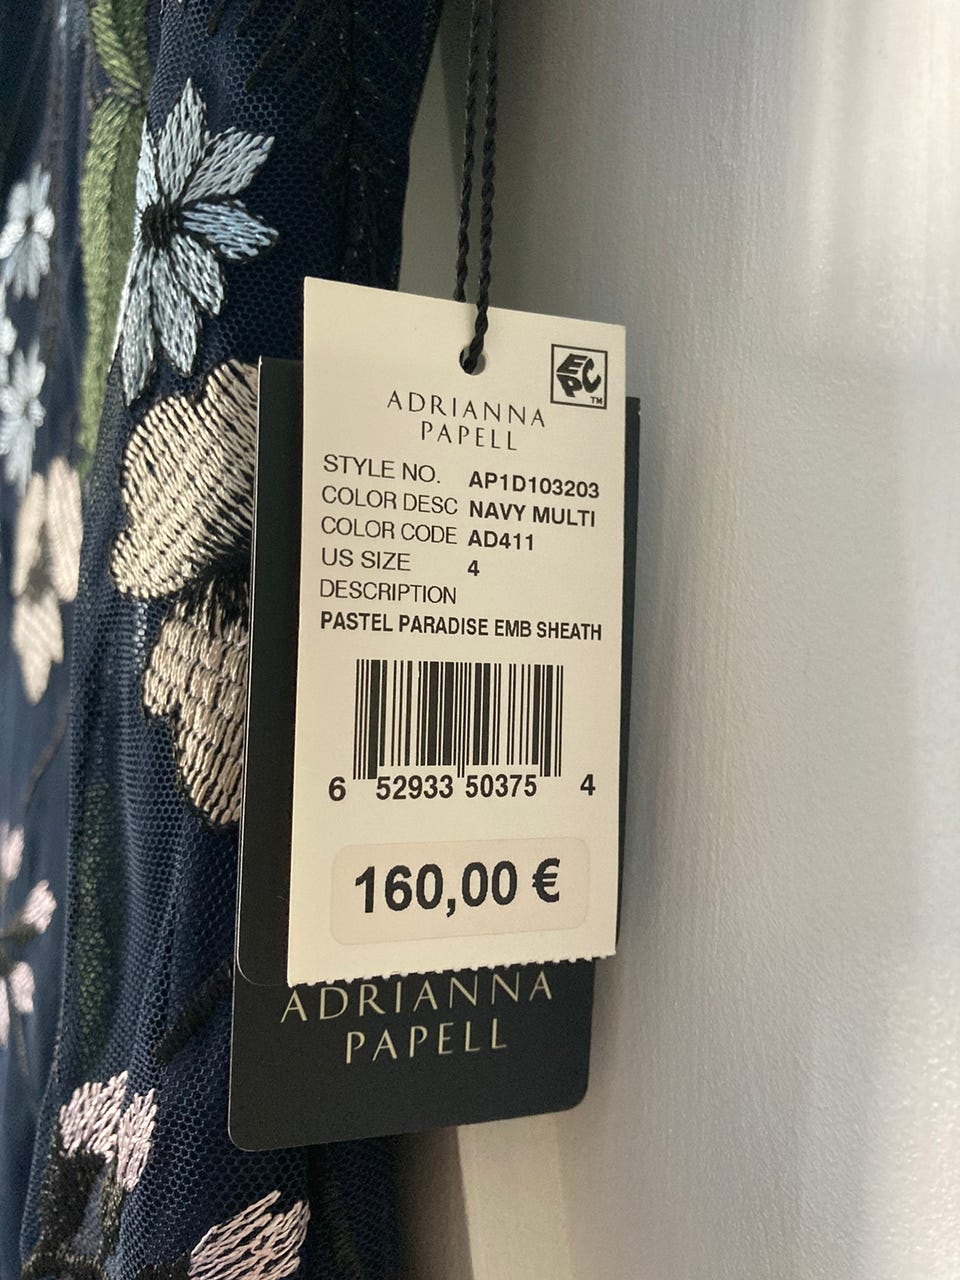 EPC™
ADRIANNA
PAPELL
STYLE NO. AP1D103203
COLOR DESC NAVY MULTI
COLOR CODE AD411
US SIZE 4
DESCRIPTION
PASTEL PARADISE EMB SHEATH
6 52933 50375 4
160,00 €
ADRIANNA
PAPELL